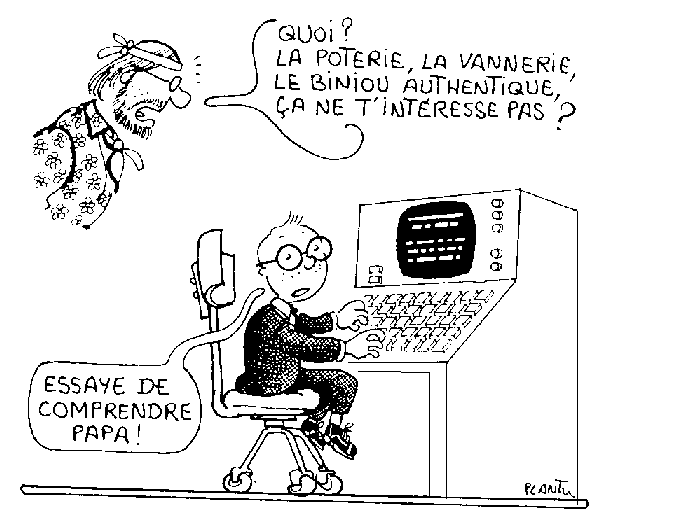 QUOI?
LA POTERIE, LA VANNERIE,
LE BINIOU AUTHENTIQUE,
ÇA NE T'INTÉRESSE PAS?
ESSAYE DE
COMPRENDRE
PAPA!
PLANTU